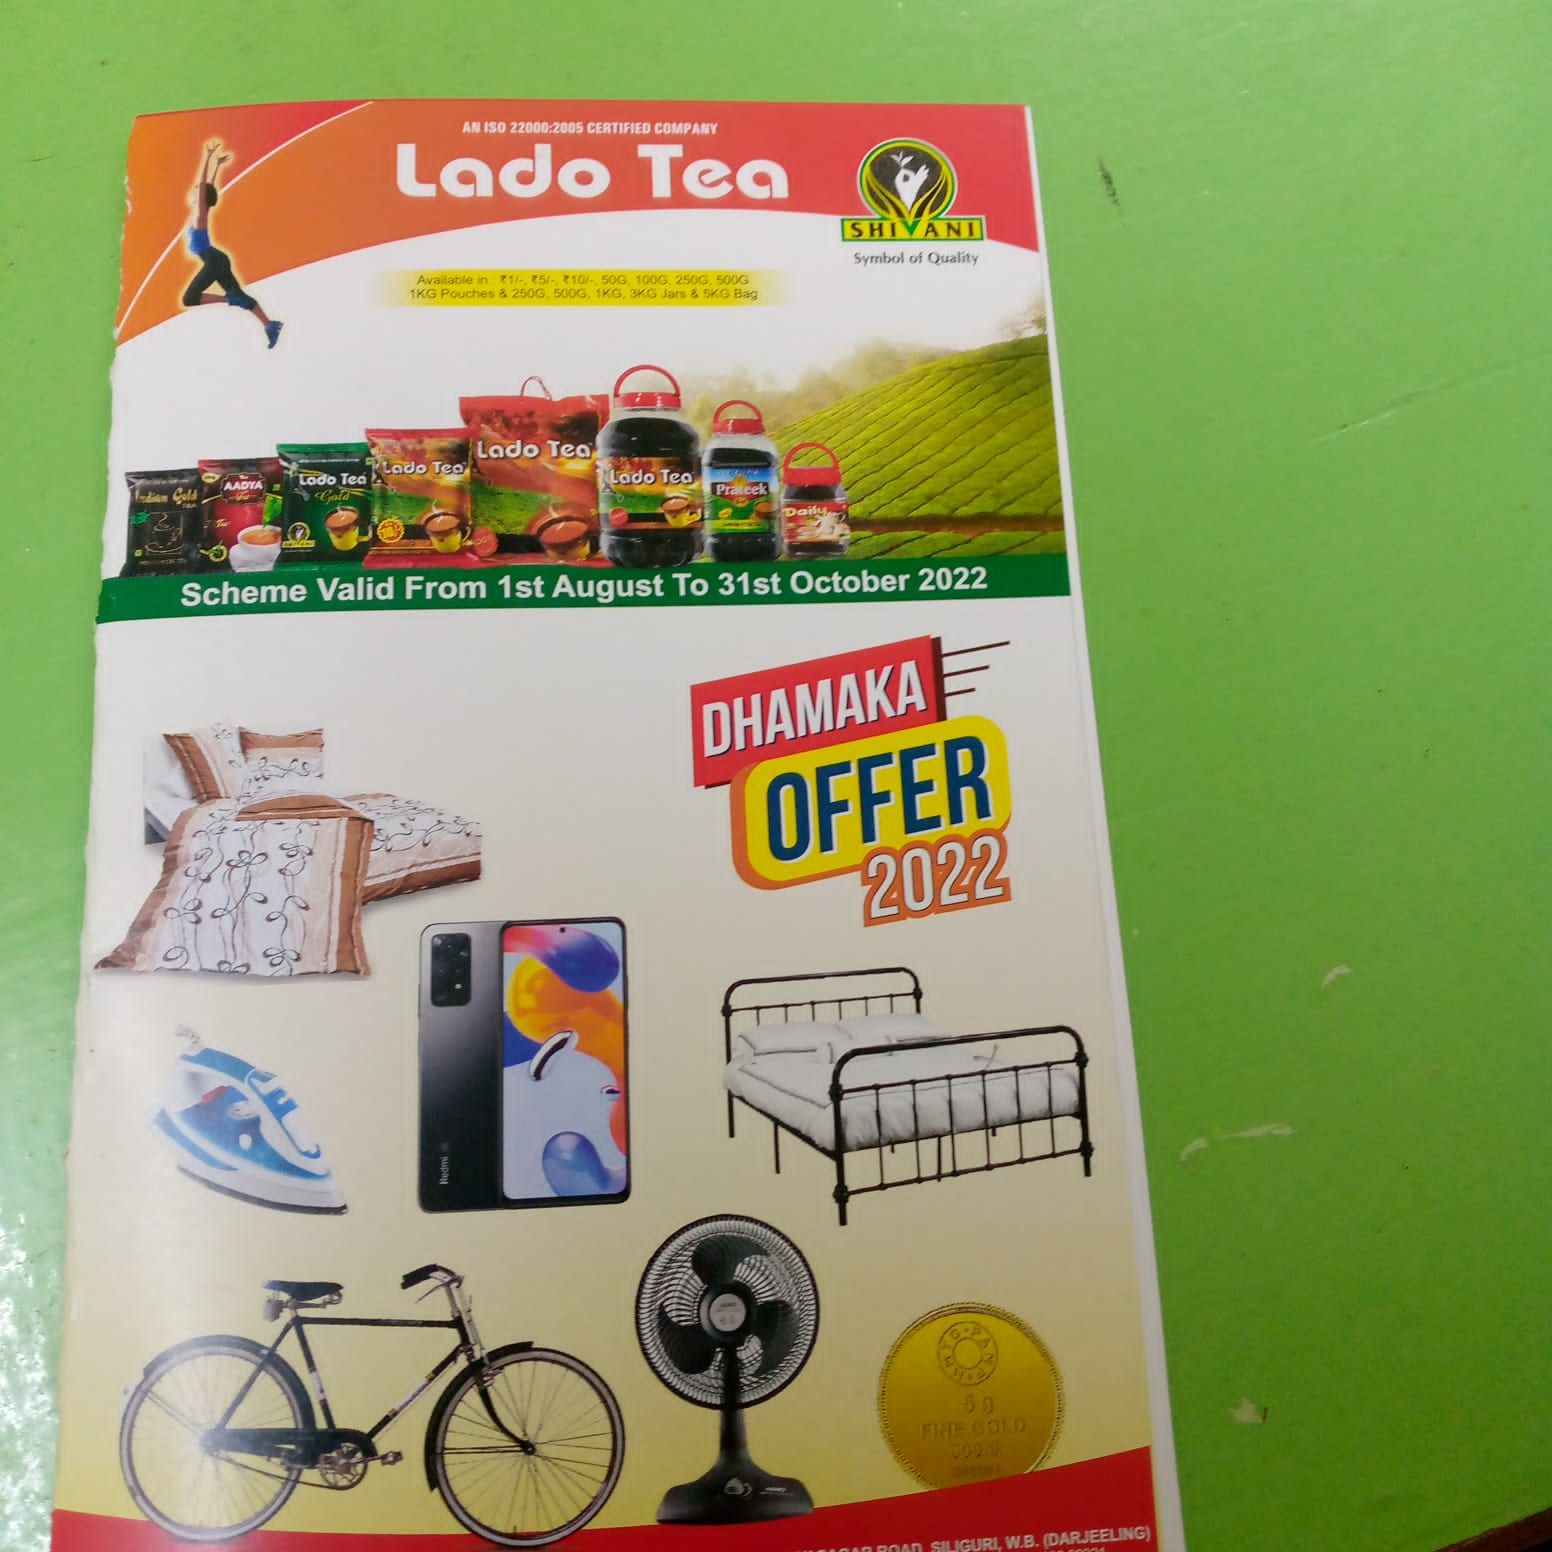 AN ISO 22000:2005 CERTIFIED COMPANY
Lado Tea
SHIVANI
Symbol of Quality
Available in ₹1/-, ₹5/-, ₹10/-, 50G, 100G, 250G, 500G
1KG Pouches & 250G, 500G, 1KG, 3KG Jars & 5KG Bag
Indian Gold
AADYA
Lado Tea
Gold
Lado Tea
Lado Tea
Lado Tea
Prateek
Daily
Scheme Valid From 1st August To 31st October 2022
DHAMAKA
OFFER
2022
Redmi
FINE GOLD
ROAD, SILIGURI, W.B. (DARJEELING)